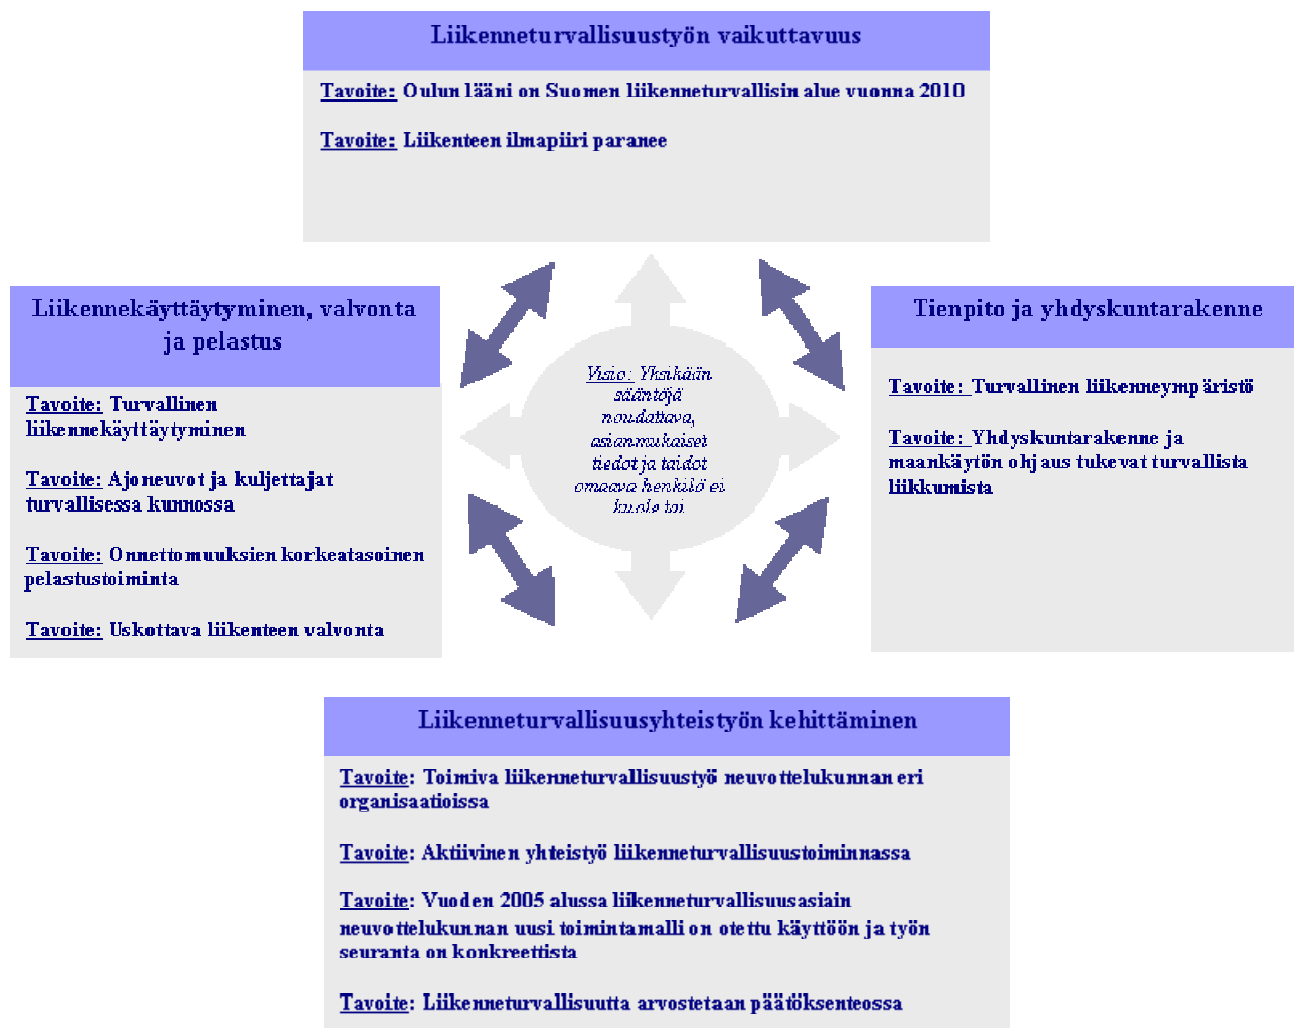 Liikenneturvallisuustyön vaikuttavuus
Tavoite: Oulun lääni on Suomen liikenneturvallisin alue vuonna 2010
Tavoite: Liikenteen ilmapiiri paranee
Liikennekäyttäytyminen, valvonta
ja pelastus
Tavoite: Turvallinen
liikennekäyttäytyminen
Tavoite: Ajoneuvot ja kuljettajat
turvallisessa kunnossa
Tavoite: Onnettomuuksien korkeatasoinen
pelastustoiminta
Tavoite: Uskottava liikenteen valvonta
Visio: Yksikään
sääntöjä
noudattava,
asianmukaiset
tiedot ja taidot
omaava henkilö ei
kuole tai
Tienpito ja yhdyskuntarakenne
Tavoite: Turvallinen liikenneympäristö
Tavoite: Yhdyskuntarakenne ja
maankäytön ohjaus tukevat turvallista
liikkumista
Liikenneturvallisuusyhteistyön kehittäminen
Tavoite: Toimiva liikenneturvallisuustyö neuvottelukunnan eri
organisaatioissa
Tavoite: Aktiivinen yhteistyö liikenneturvallisuustoiminnassa
Tavoite: Vuoden 2005 alussa liikenneturvallisuusasiain
neuvottelukunnan uusi toimintamalli on otettu käyttöön ja työn
seuranta on konkreettista
Tavoite: Liikenneturvallisuutta arvostetaan päätöksenteossa